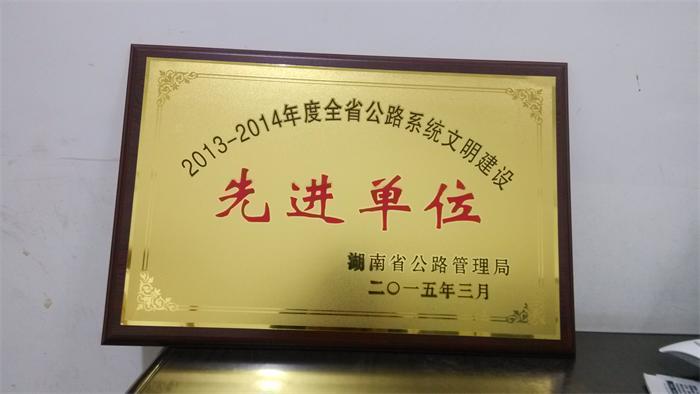 2013-2014年度全省公路系统文明建设
先进单位
湖南省公路管理局
二〇一五年三月